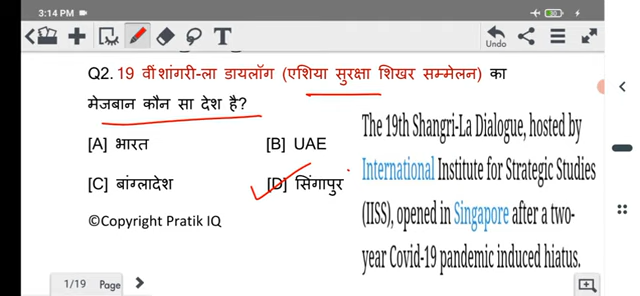 3:14 PM
30
Undo
Q2. 19 वीं शांगरी-ला डायलॉग (एशिया सुरक्षा शिखर सम्मेलन) का
मेजबान कौन सा देश है?
[A] भारत
[B] UAE
[C] बांग्लादेश
[D] सिंगापुर
©Copyright Pratik IQ
The 19th Shangri-La Dialogue, hosted by
International Institute for Strategic Studies
(IISS), opened in Singapore after a two-
year Covid-19 pandemic induced hiatus.
1/19 Page